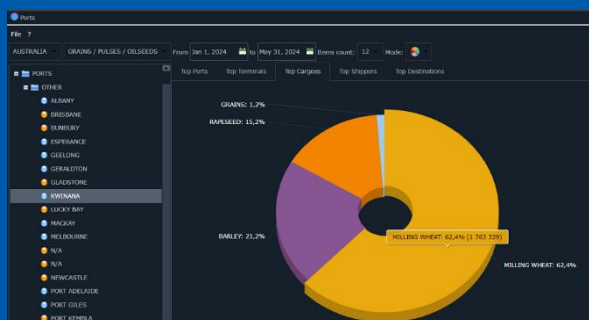 Ports
File ?
AUSTRALIA GRAINS / PULSES / OILSEEDS From Jan 1, 2024 to May 31, 2024 Items count: 12 Mode:
PORTS
OTHER
ALBANY
BRISBANE
BUNBURY
ESPERANCE
GEELONG
GERALDTON
GLADSTONE
KWINANA
LUCKY BAY
MACKAY
MELBOURNE
N/A
N/A
NEWCASTLE
PORT ADELAIDE
PORT GILES
PORT KEMBLA
Top Ports Top Terminals Top Cargoes Top Shippers Top Destinations
GRAINS: 1,2%
RAPESEED: 15,2%
BARLEY: 21,2%
MILLING WHEAT: 62,4% (1 763 329)
MILLING WHEAT: 62,4%